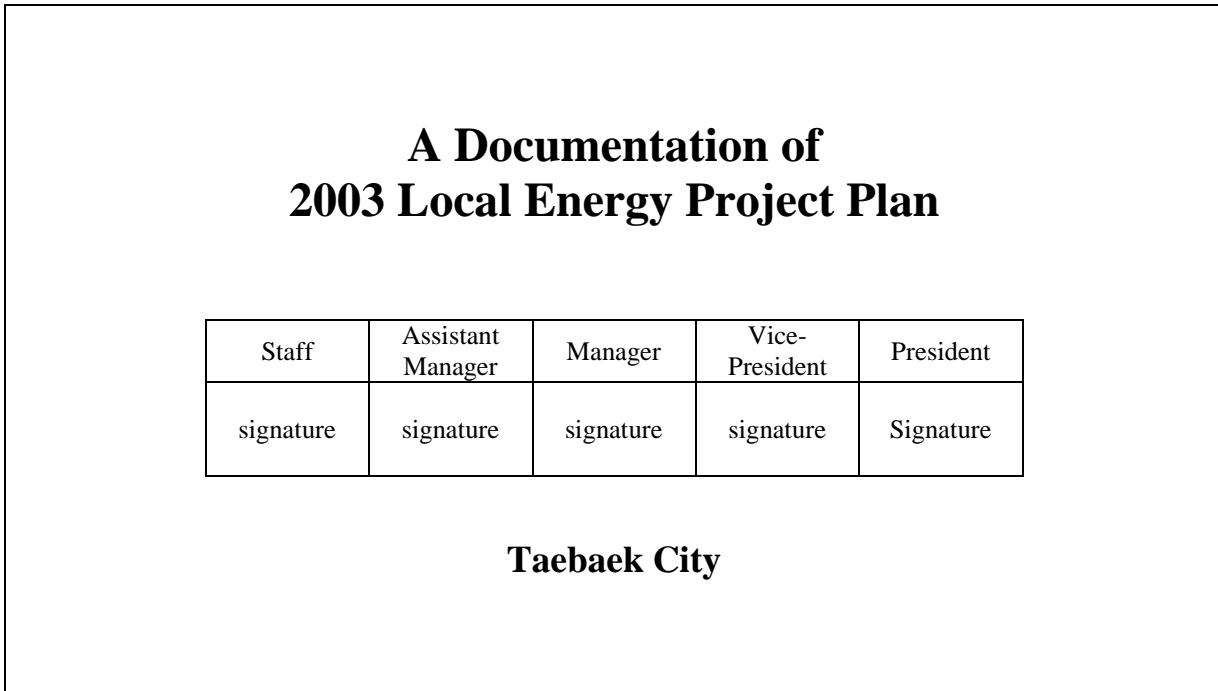 A Documentation of
2003 Local Energy Project Plan
Staff
Assistant
Manager
Manager
Vice-
President
President
signature
signature
signature
signature
Signature
Taebaek City